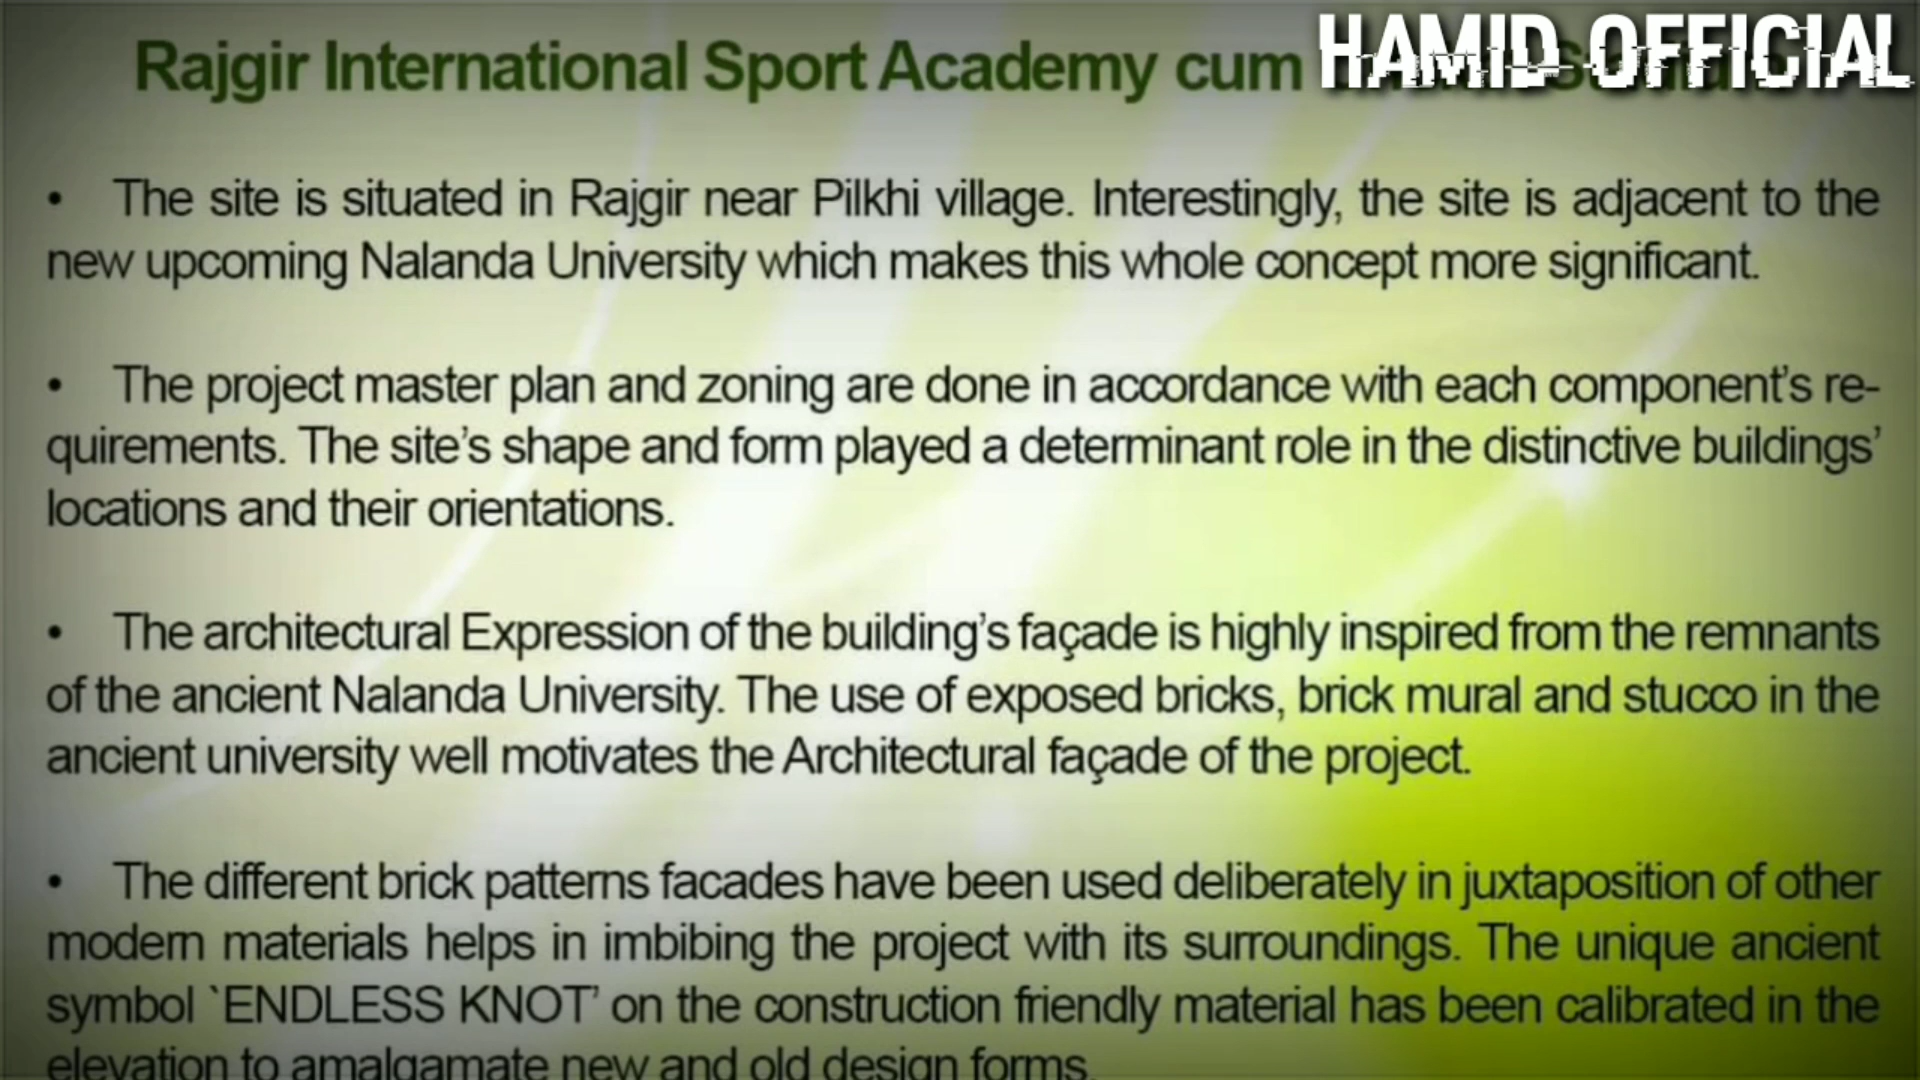 Rajgir International Sport Academy cum
HAMID OFFICIAL
• The site is situated in Rajgir near Pilkhi village. Interestingly, the site is adjacent to the
new upcoming Nalanda University which makes this whole concept more significant.
• The project master plan and zoning are done in accordance with each component’s re-
quirements. The site’s shape and form played a determinant role in the distinctive buildings’
locations and their orientations.
• The architectural Expression of the building’s façade is highly inspired from the remnants
of the ancient Nalanda University. The use of exposed bricks, brick mural and stucco in the
ancient university well motivates the Architectural façade of the project.
• The different brick patterns facades have been used deliberately in juxtaposition of other
modern materials helps in imbibing the project with its surroundings. The unique ancient
symbol `ENDLESS KNOT’ on the construction friendly material has been calibrated in the
elevation to amalgamate new and old design forms.